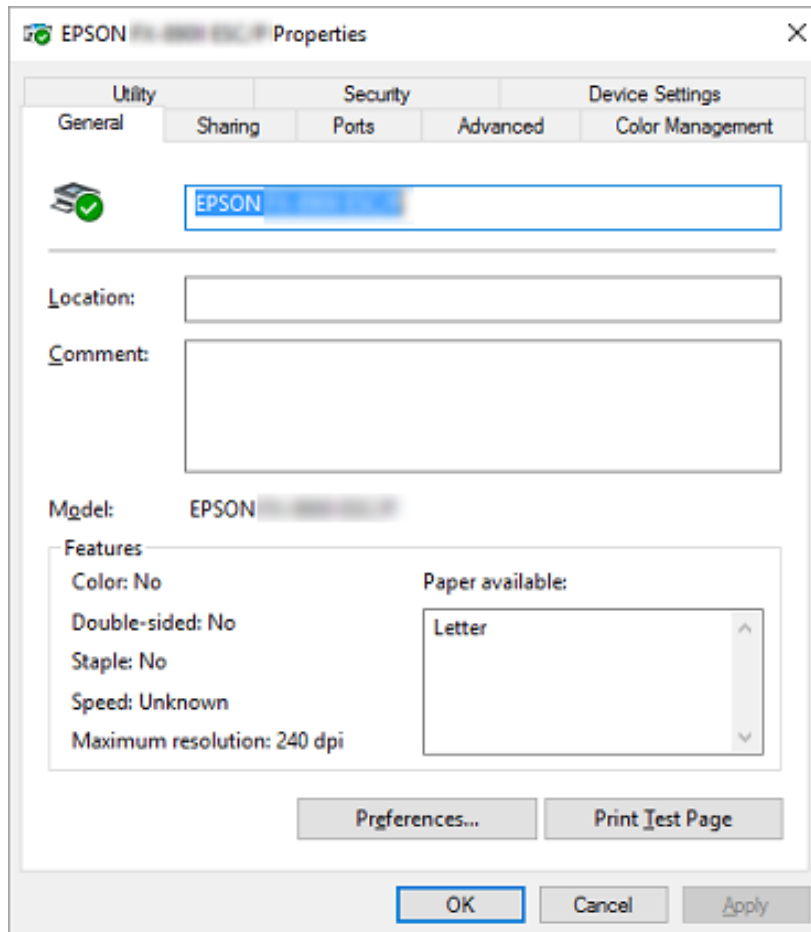 EPSON Properties
Utility Security Device Settings
General Sharing Ports Advanced Color Management
EPSON
Location:
Comment:
Model: EPSON
Features
Color: No
Paper available:
Double-sided: No
Letter
Staple: No
Speed: Unknown
Maximum resolution: 240 dpi
Preferences... Print Test Page
OK Cancel Apply